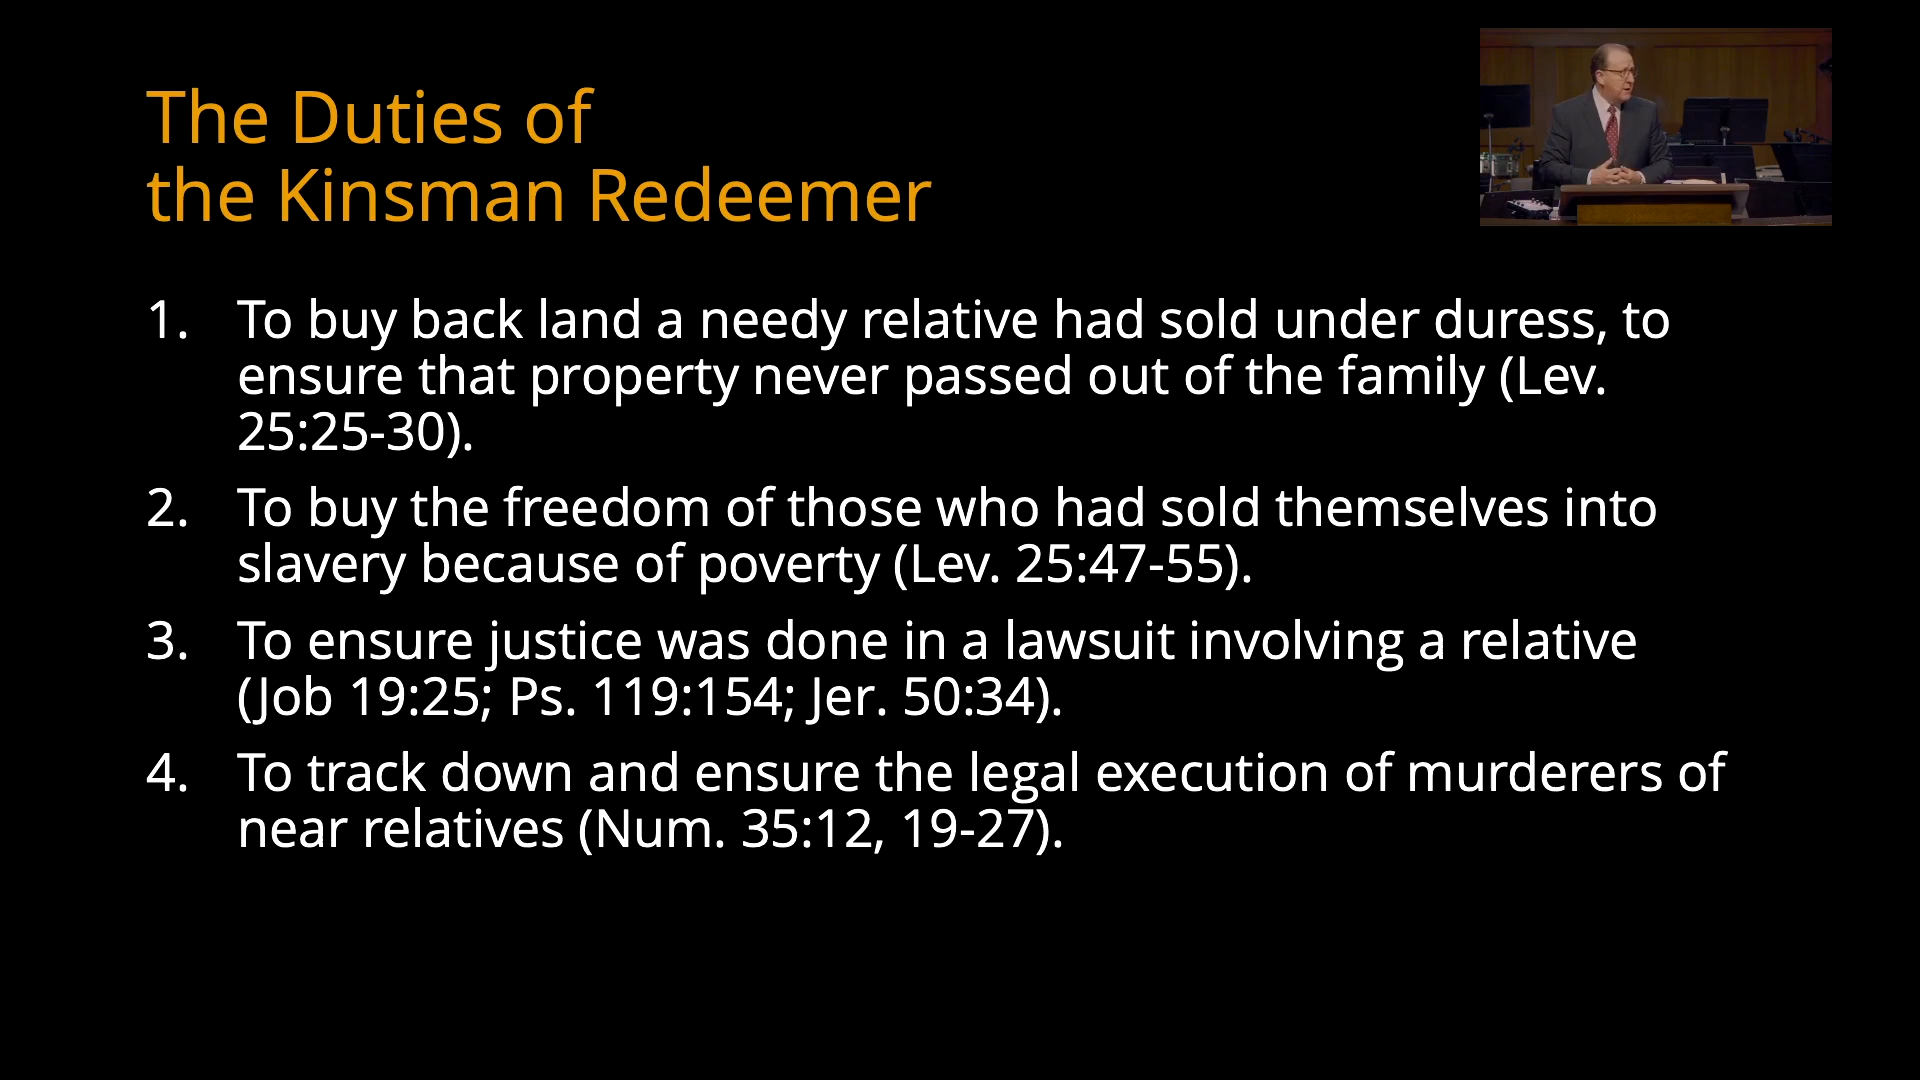 The Duties of
the Kinsman Redeemer
1. To buy back land a needy relative had sold under duress, to
ensure that property never passed out of the family (Lev.
25:25-30).
2. To buy the freedom of those who had sold themselves into
slavery because of poverty (Lev. 25:47-55).
3. To ensure justice was done in a lawsuit involving a relative
(Job 19:25; Ps. 119:154; Jer. 50:34).
4. To track down and ensure the legal execution of murderers of
near relatives (Num. 35:12, 19-27).